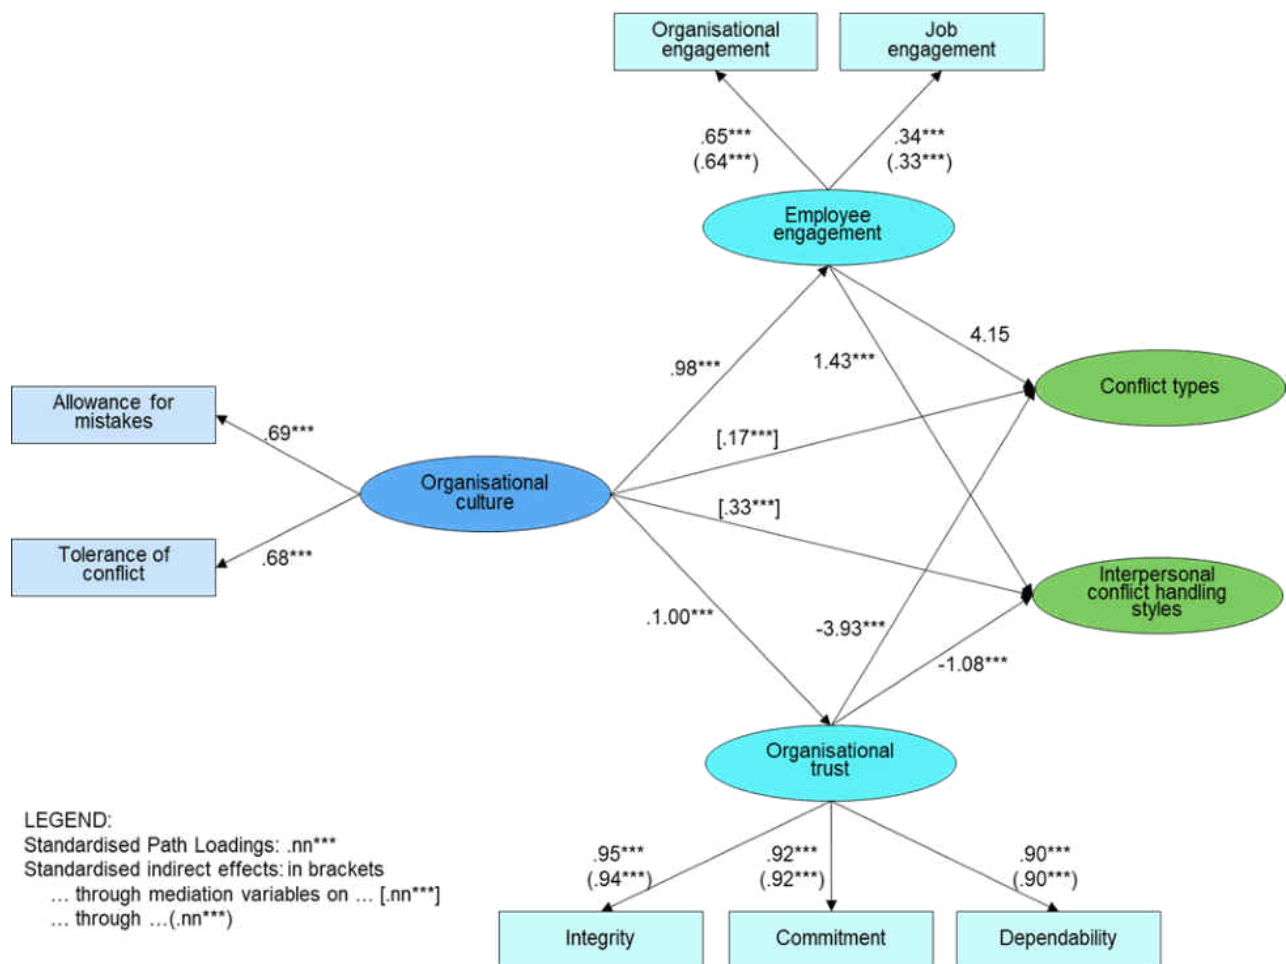 Organisational
engagement
Job
engagement
.65***
(.64***)
.34***
(.33***)
Employee
engagement
4.15
1.43***
.98***
Conflict types
Allowance for
mistakes
.69***
[.17***]
Organisational
culture
[.33***]
Tolerance of
conflict
.68***
Interpersonal
conflict handling
styles
.1.00***
-3.93***
-1.08***
Organisational
trust
LEGEND:
Standardised Path Loadings: .nn***
Standardised indirect effects: in brackets
... through mediation variables on ... [.nn***]
... through ...(.nn***)
.95***
(.94***)
.92***
(.92***)
.90***
(.90***)
Integrity
Commitment
Dependability